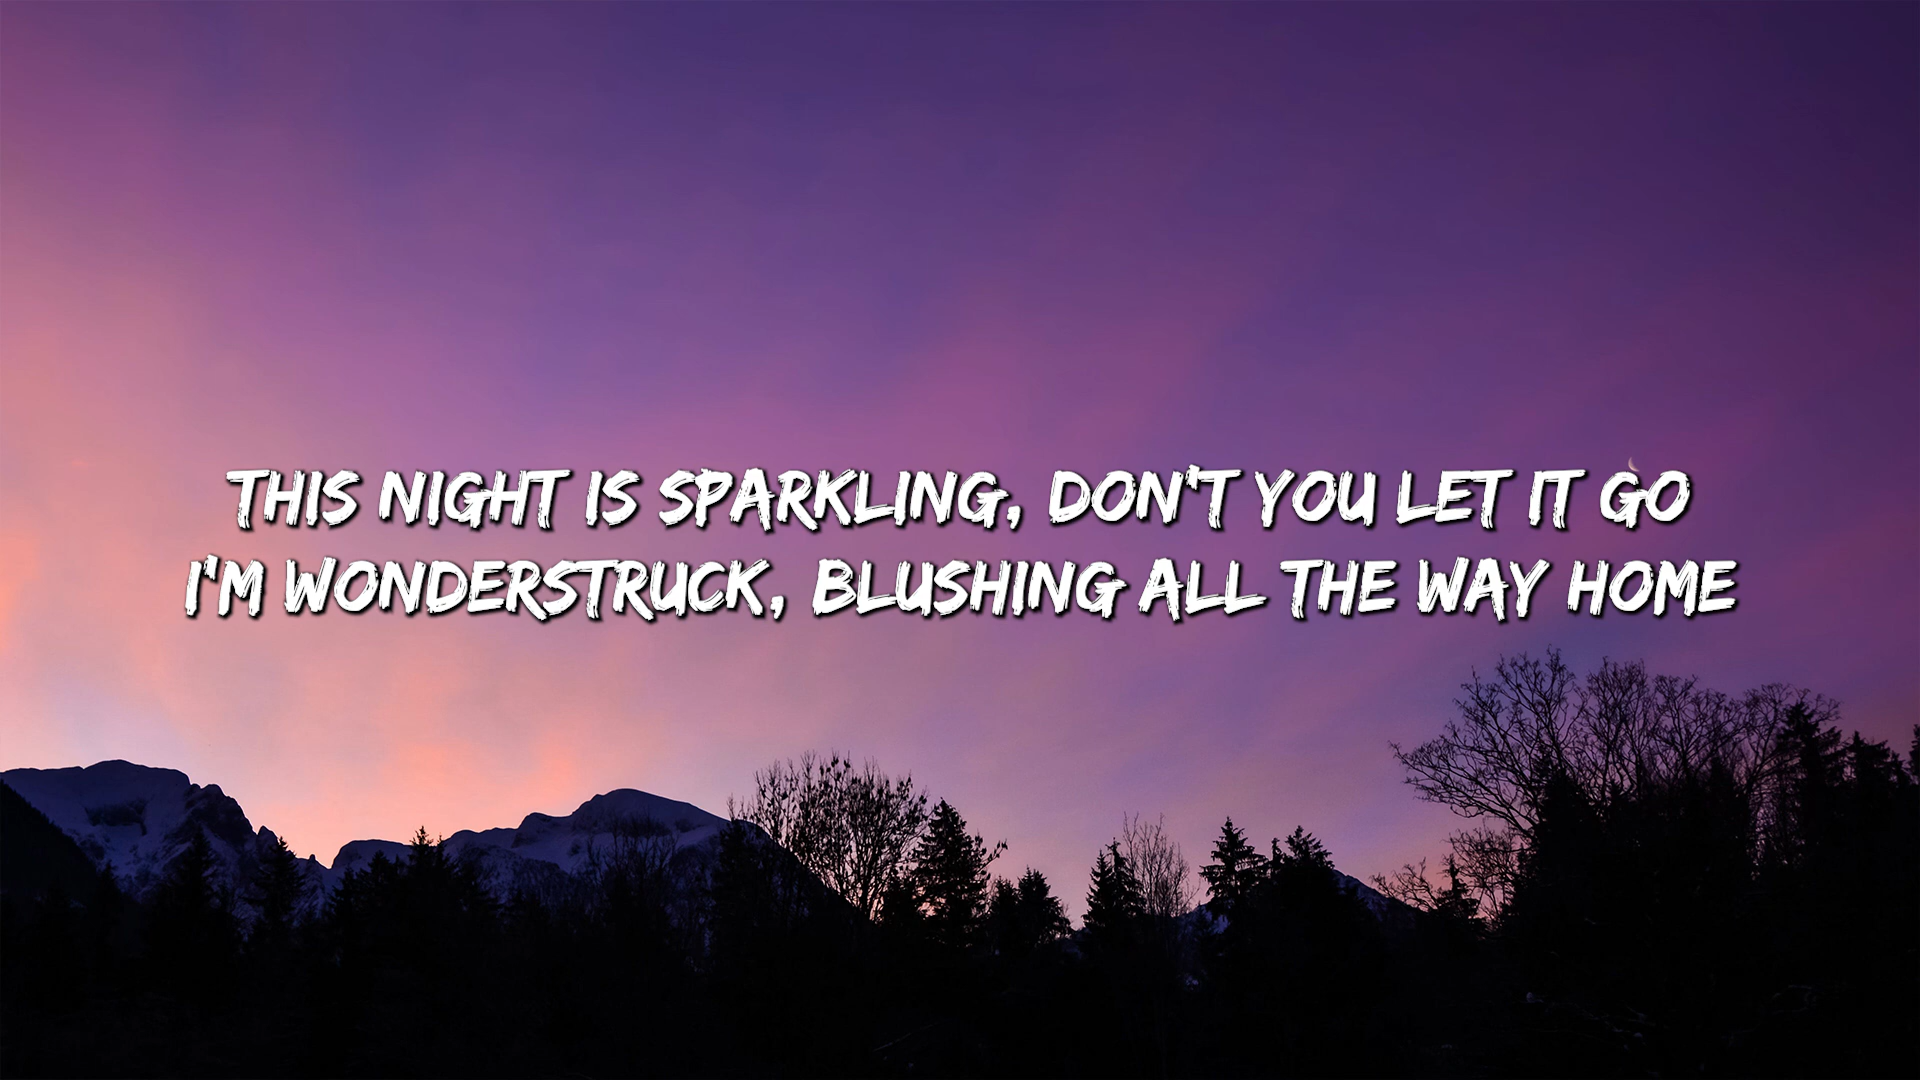 THIS NIGHT IS SPARKLING, DON'T YOU LET IT GO
I'M WONDERSTRUCK, BLUSHING ALL THE WAY HOME